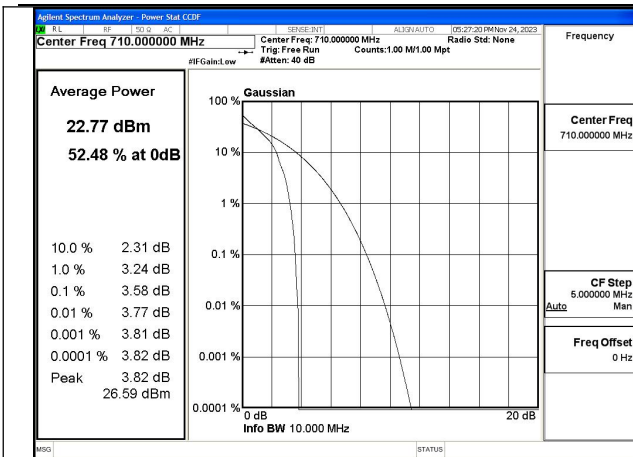 Agilent Spectrum Analyzer - Power Stat CCDF
RL RF 50 Ω AC SENSE:INT ALIGN AUTO 05:27:20 PM Nov 24, 2023
Center Freq 710.000000 MHz
Center Freq: 710.000000 MHz Radio Std: None
Trig: Free Run Counts:1.00 M/1.00 Mpt
#IFGain:Low #Atten: 40 dB
Frequency
Average Power
22.77 dBm
52.48 % at 0dB
10.0 % 2.31 dB
1.0 % 3.24 dB
0.1 % 3.58 dB
0.01 % 3.77 dB
0.001 % 3.81 dB
0.0001 % 3.82 dB
Peak 3.82 dB
26.59 dBm
Gaussian
100 %
10 %
1 %
0.1 %
0.01 %
0.001 %
0.0001 %
0 dB 20 dB
Info BW 10.000 MHz
Center Freq
710.000000 MHz
CF Step
5.000000 MHz
Auto Man
Freq Offset
0 Hz
MSG STATUS